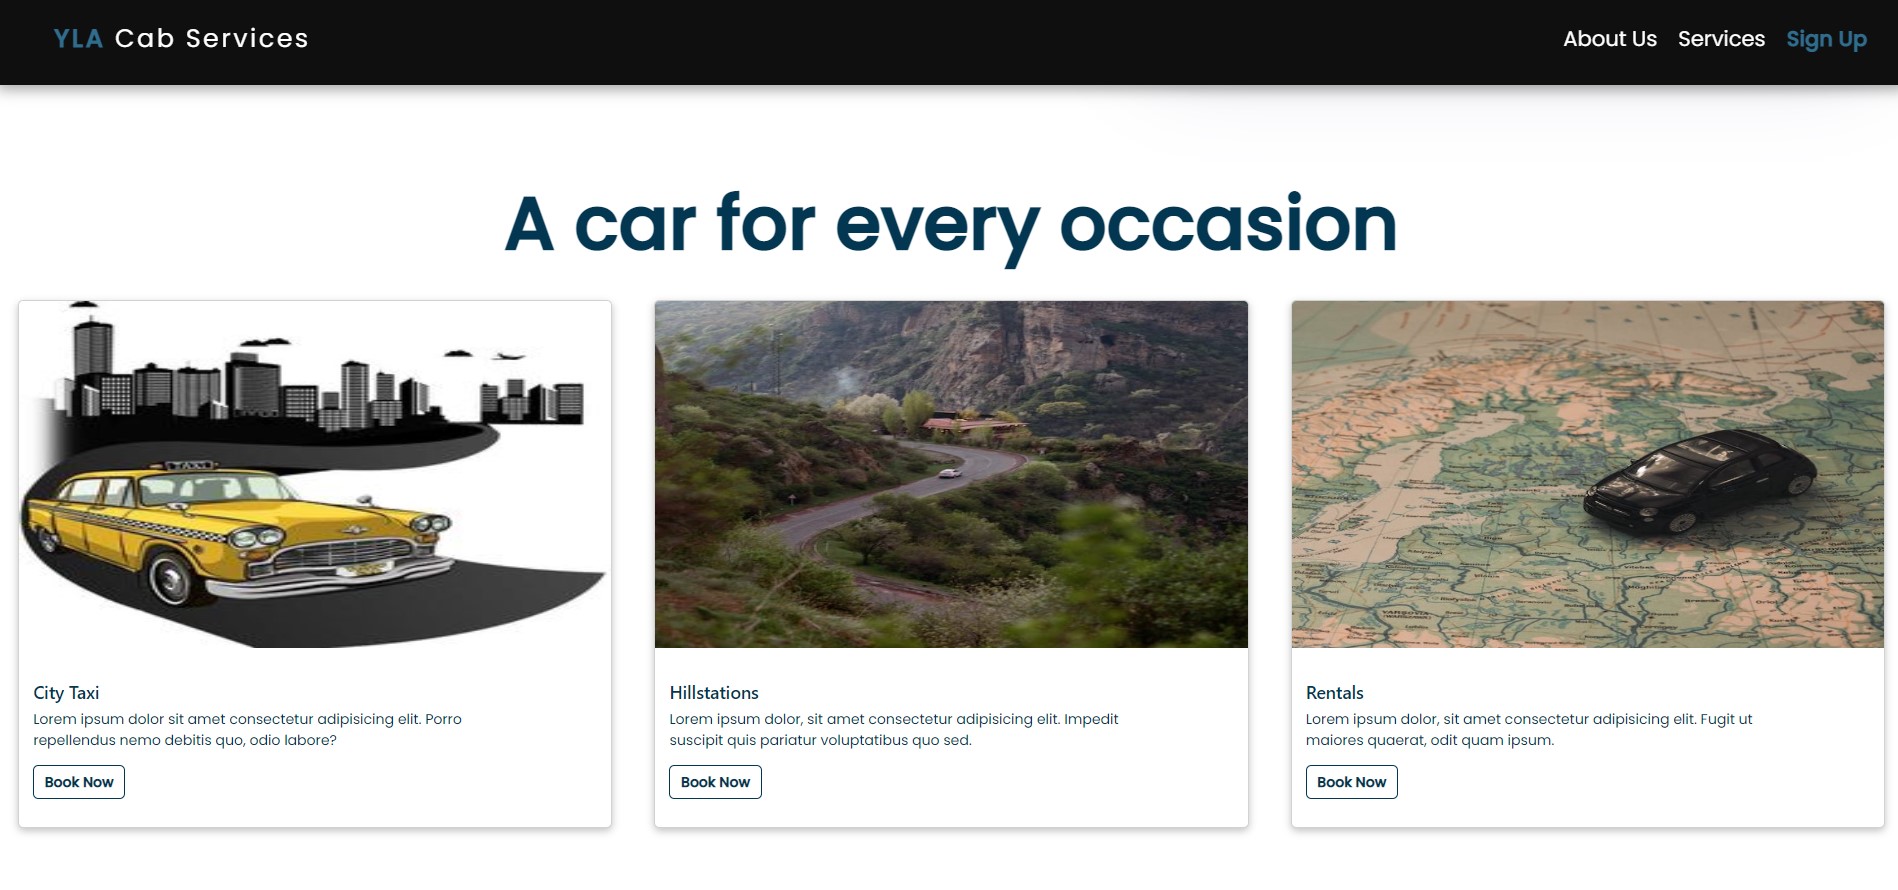 YLA Cab Services
About Us Services Sign Up
A car for every occasion
TAXI
City Taxi
Lorem ipsum dolor sit amet consectetur adipisicing elit. Porro
repellendus nemo debitis quo, odio labore?
Book Now
Hillstations
Lorem ipsum dolor, sit amet consectetur adipisicing elit. Impedit
suscipit quis pariatur voluptatibus quo sed.
Book Now
Rentals
Lorem ipsum dolor, sit amet consectetur adipisicing elit. Fugit ut
maiores quaerat, odit quam ipsum.
Book Now